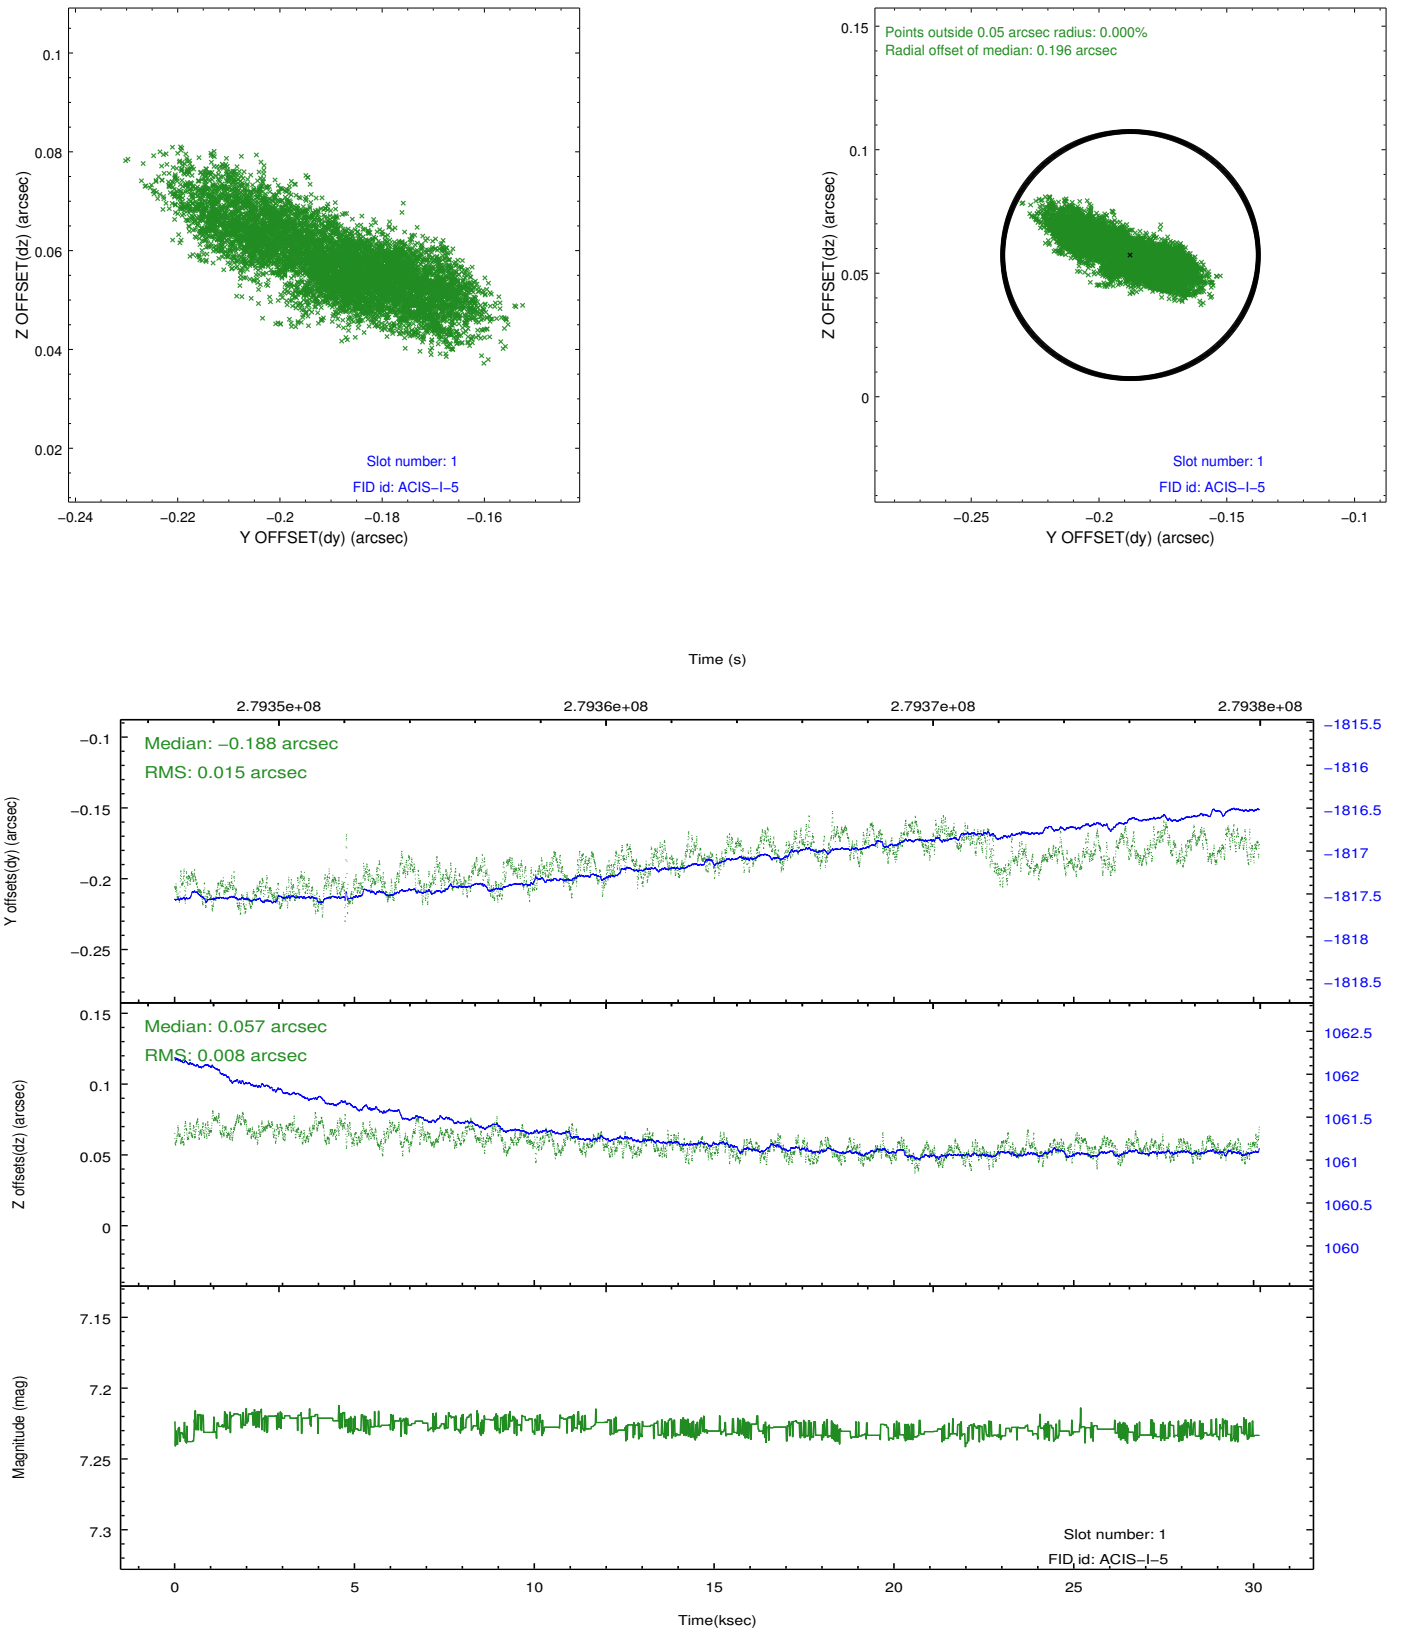 0.1
0.08
0.06
0.04
0.02
Z OFFSET(dz) (arcsec)
Slot number: 1
FID id: ACIS−I−5
−0.24
−0.22
−0.2
−0.18
−0.16
Y OFFSET(dy) (arcsec)
Points outside 0.05 arcsec radius: 0.000%
Radial offset of median: 0.196 arcsec
0.15
0.1
0.05
0
Z OFFSET(dz) (arcsec)
Slot number: 1
FID id: ACIS−I−5
−0.25
−0.2
−0.15
−0.1
Y OFFSET(dy) (arcsec)
Time (s)
2.7935e+08
2.7936e+08
2.7937e+08
2.7938e+08
Median: −0.188 arcsec
RMS: 0.015 arcsec
−0.1
−0.15
−0.2
−0.25
Y offsets(dy) (arcsec)
−1815.5
−1816
−1816.5
−1817
−1817.5
−1818
−1818.5
Median: 0.057 arcsec
RMS: 0.008 arcsec
0.15
0.1
0.05
0
Z offsets(dz) (arcsec)
1062.5
1062
1061.5
1061
1060.5
1060
7.15
7.2
7.25
7.3
Magnitude (mag)
Slot number: 1
FID id: ACIS−I−5
0
5
10
15
20
25
30
Time(ksec)